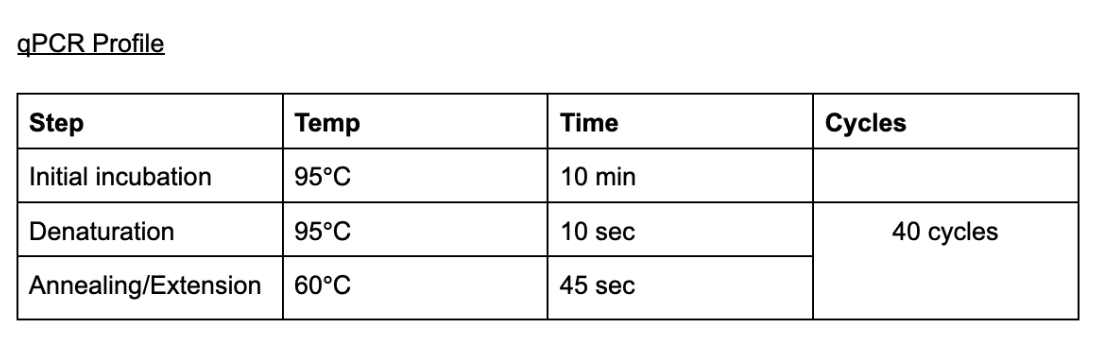 qPCR Profile
Step Temp Time Cycles
Initial incubation 95°C 10 min
Denaturation 95°C 10 sec 40 cycles
Annealing/Extension 60°C 45 sec